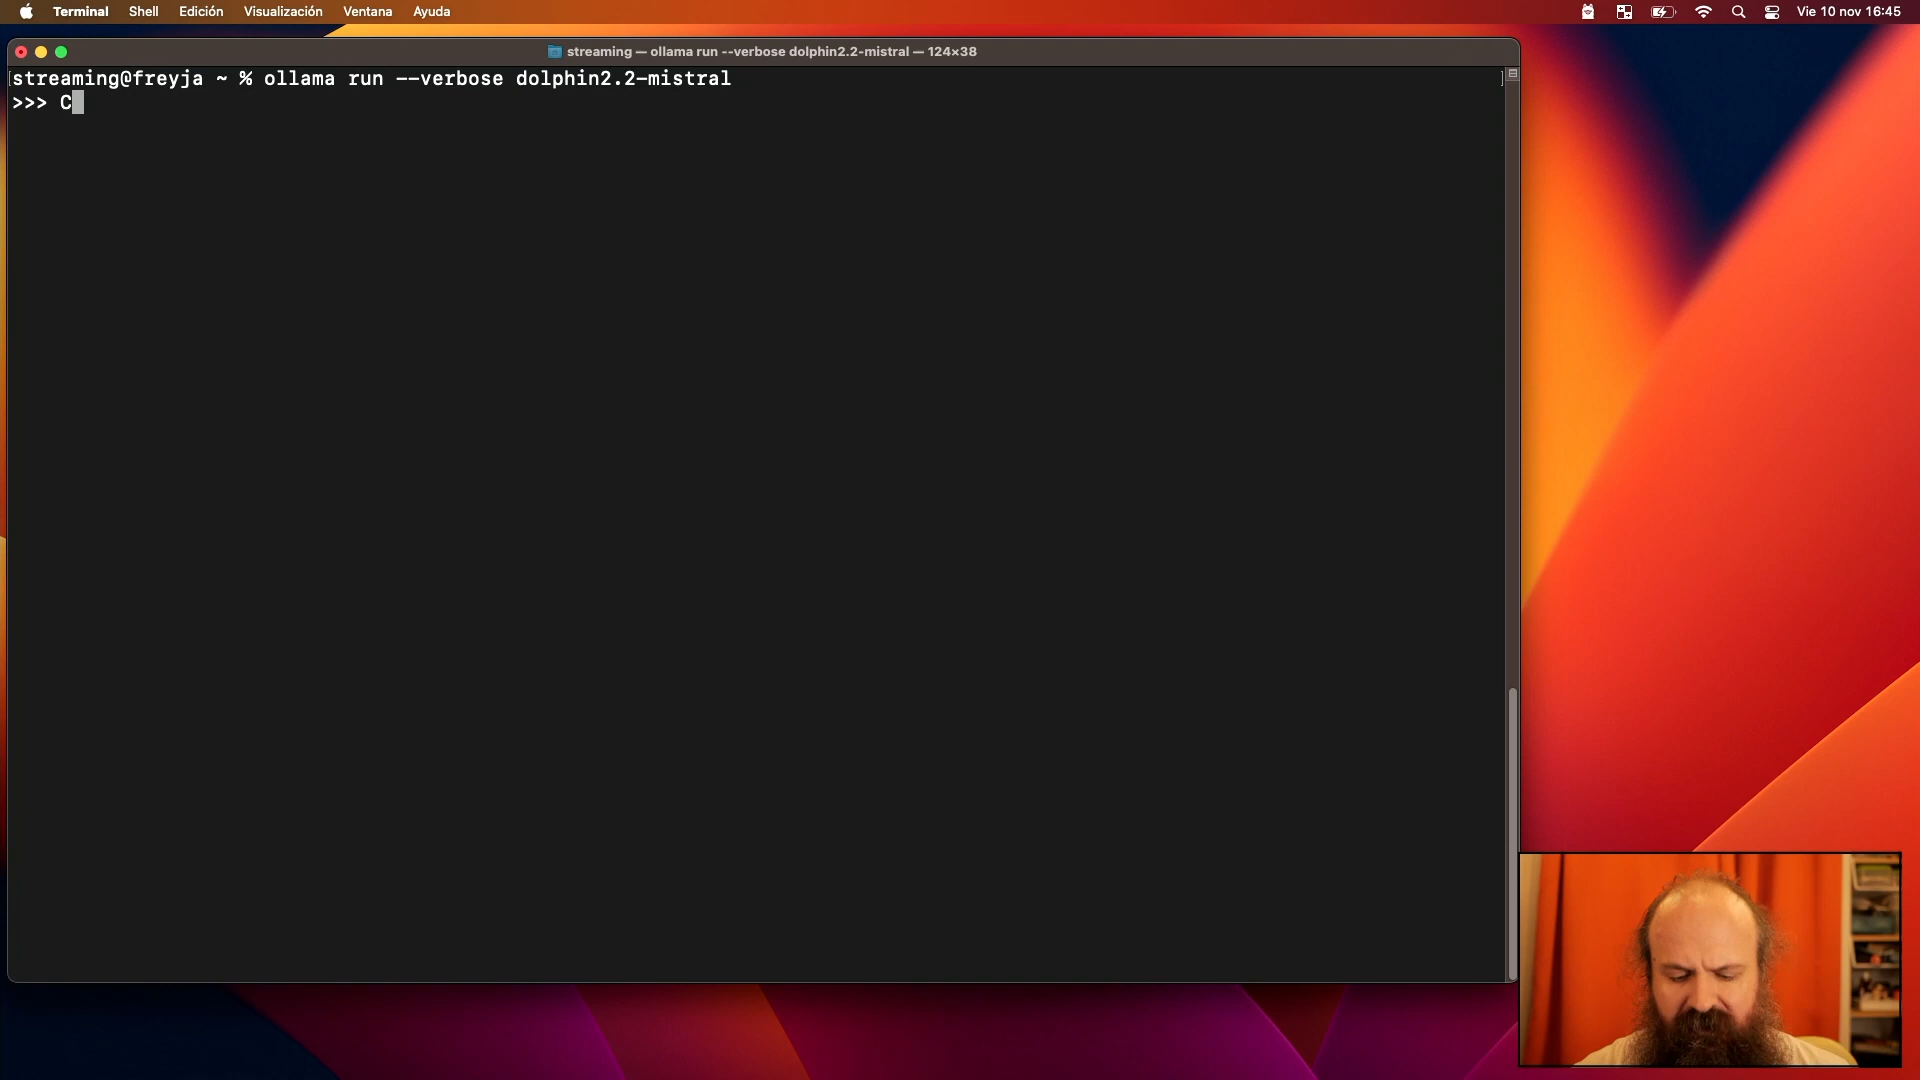 Terminal Shell Edición Visualización Ventana Ayuda Vie 10 nov 16:45
streaming — ollama run --verbose dolphin2.2-mistral — 124×38
streaming@freyja ~ % ollama run --verbose dolphin2.2-mistral
>>> C